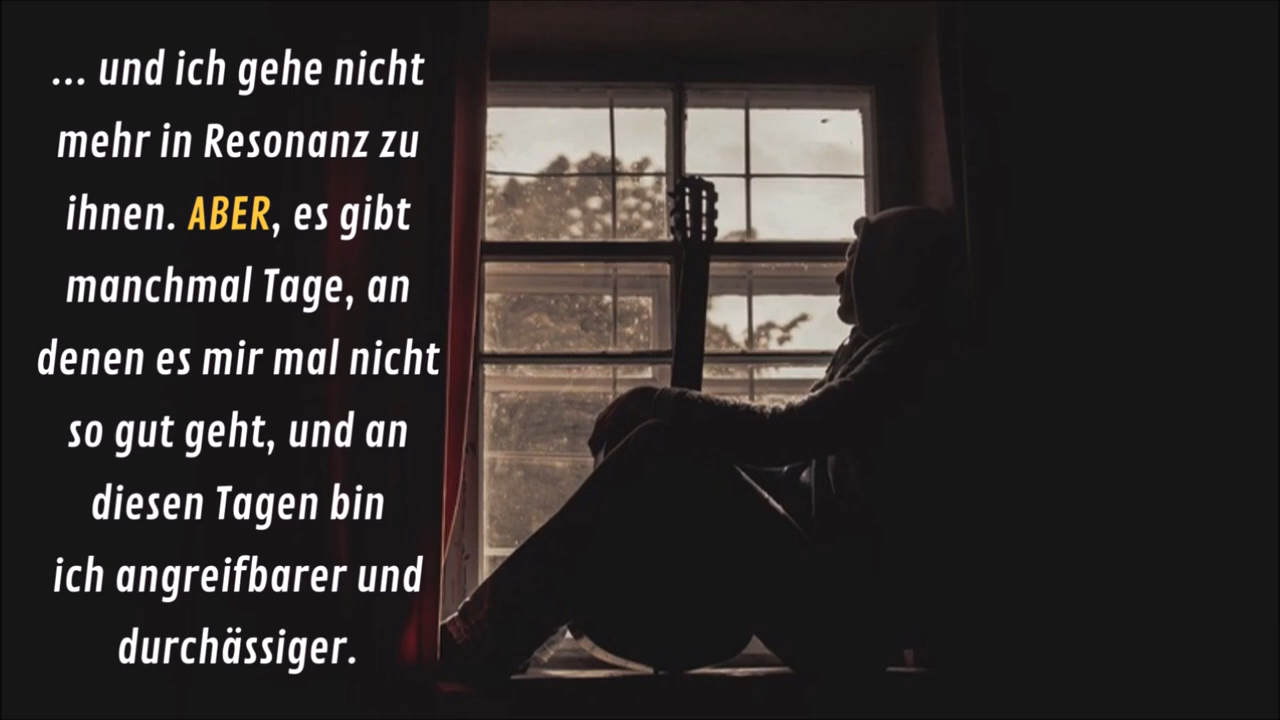 ... und ich gehe nicht
mehr in Resonanz zu
ihnen. ABER, es gibt
manchmal Tage, an
denen es mir mal nicht
so gut geht, und an
diesen Tagen bin
ich angreifbarer und
durchässiger.